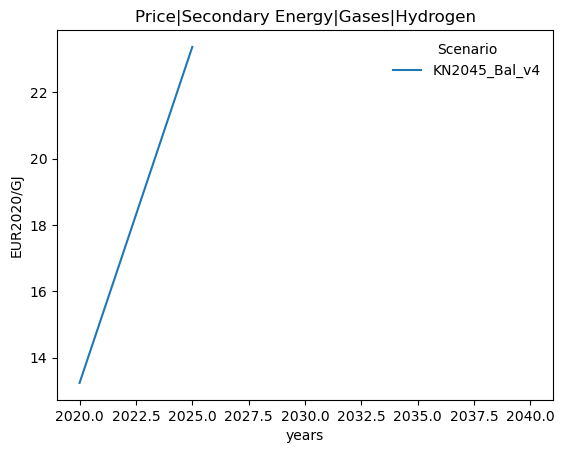 Price|Secondary Energy|Gases|Hydrogen
Scenario
KN2045_Bal_v4
22
20
18
16
14
EUR2020/GJ
2020.0 2022.5 2025.0 2027.5 2030.0 2032.5 2035.0 2037.5 2040.0
years